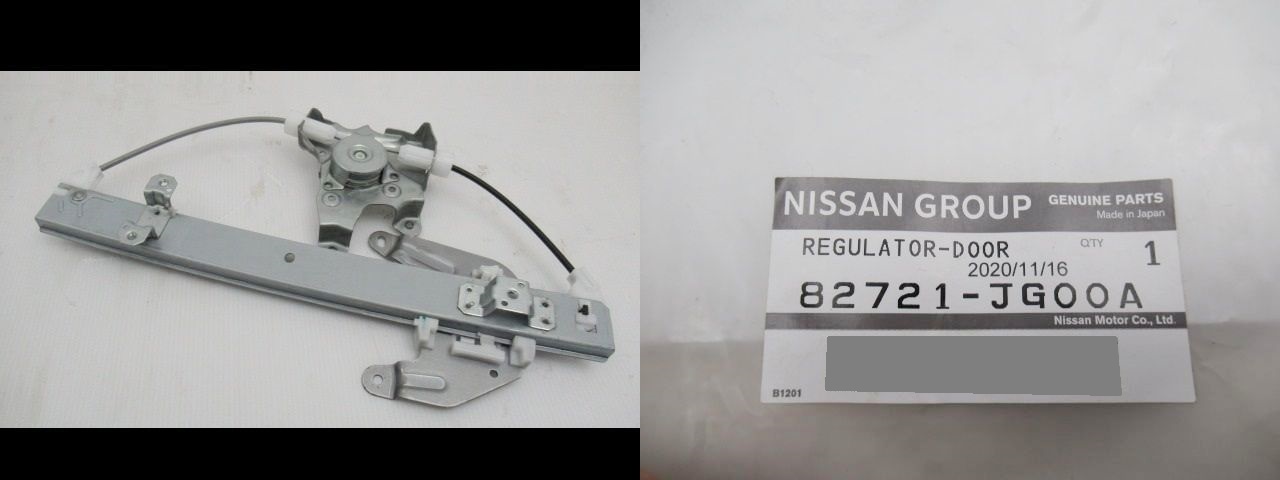 NISSAN GROUP
GENUINE PARTS
Made in Japan
REGULATOR-DOOR
Q'TY
1
2020/11/16
82721-JG00A
Nissan Motor Co., Ltd.
B1201